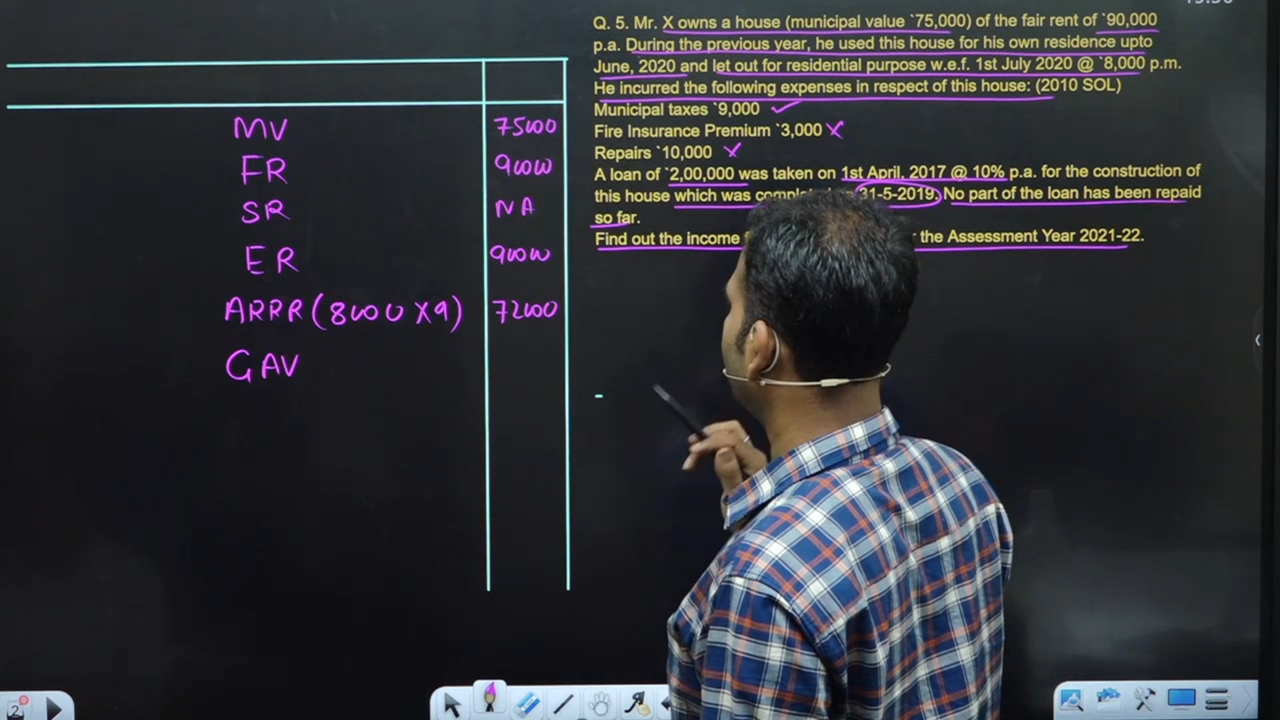 Q. 5. Mr. X owns a house (municipal value `75,000) of the fair rent of `90,000
p.a. During the previous year, he used this house for his own residence upto
June, 2020 and let out for residential purpose w.e.f. 1st July 2020 @ `8,000 p.m.
He incurred the following expenses in respect of this house: (2010 SOL)
Municipal taxes `9,000
Fire Insurance Premium `3,000
Repairs `10,000
A loan of `2,00,000 was taken on 1st April, 2017 @ 10% p.a. for the construction of
this house which was 31-5-2019. No part of the loan has been repaid
so far.
Find out the income the Assessment Year 2021-22.
MV 75000
FR 90000
SR NA
ER 90000
ARRR (8000 X9) 72000
GAV
2